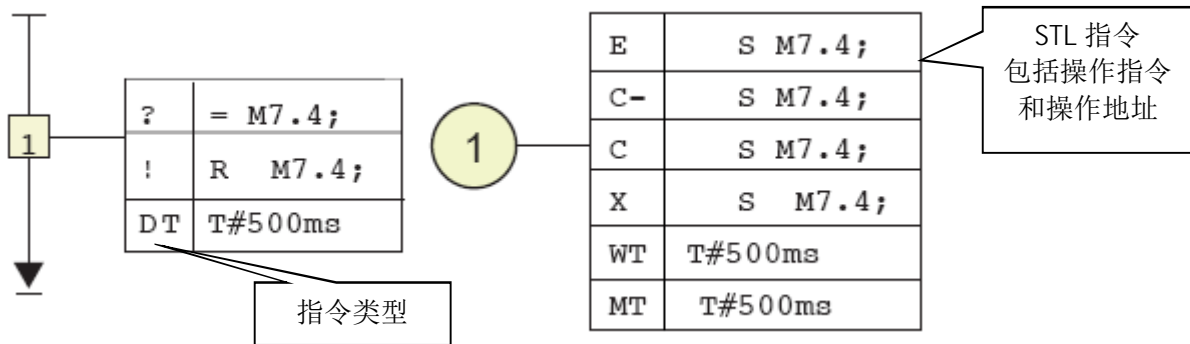 1
? = M7.4;
! R M7.4;
DT T#500ms
指令类型
1
E S M7.4;
C- S M7.4;
C S M7.4;
X S M7.4;
WT T#500ms
MT T#500ms
STL 指令
包括操作指令
和操作地址